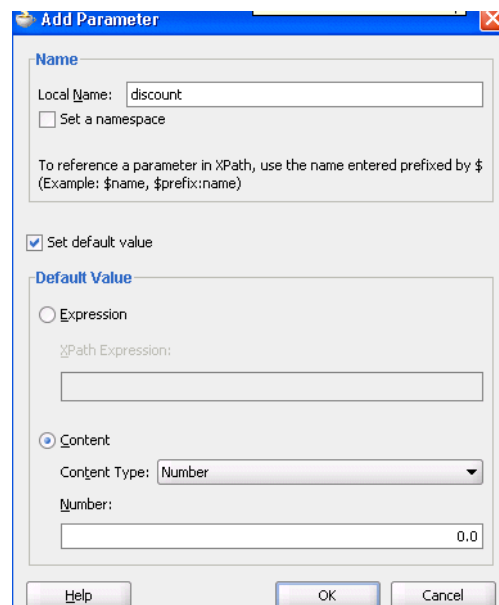 Add Parameter
Name
Local Name: discount
Set a namespace
To reference a parameter in XPath, use the name entered prefixed by $
(Example: $name, $prefix:name)
Set default value
Default Value
Expression
XPath Expression:
Content
Content Type: Number
Number:
0.0
Help OK Cancel